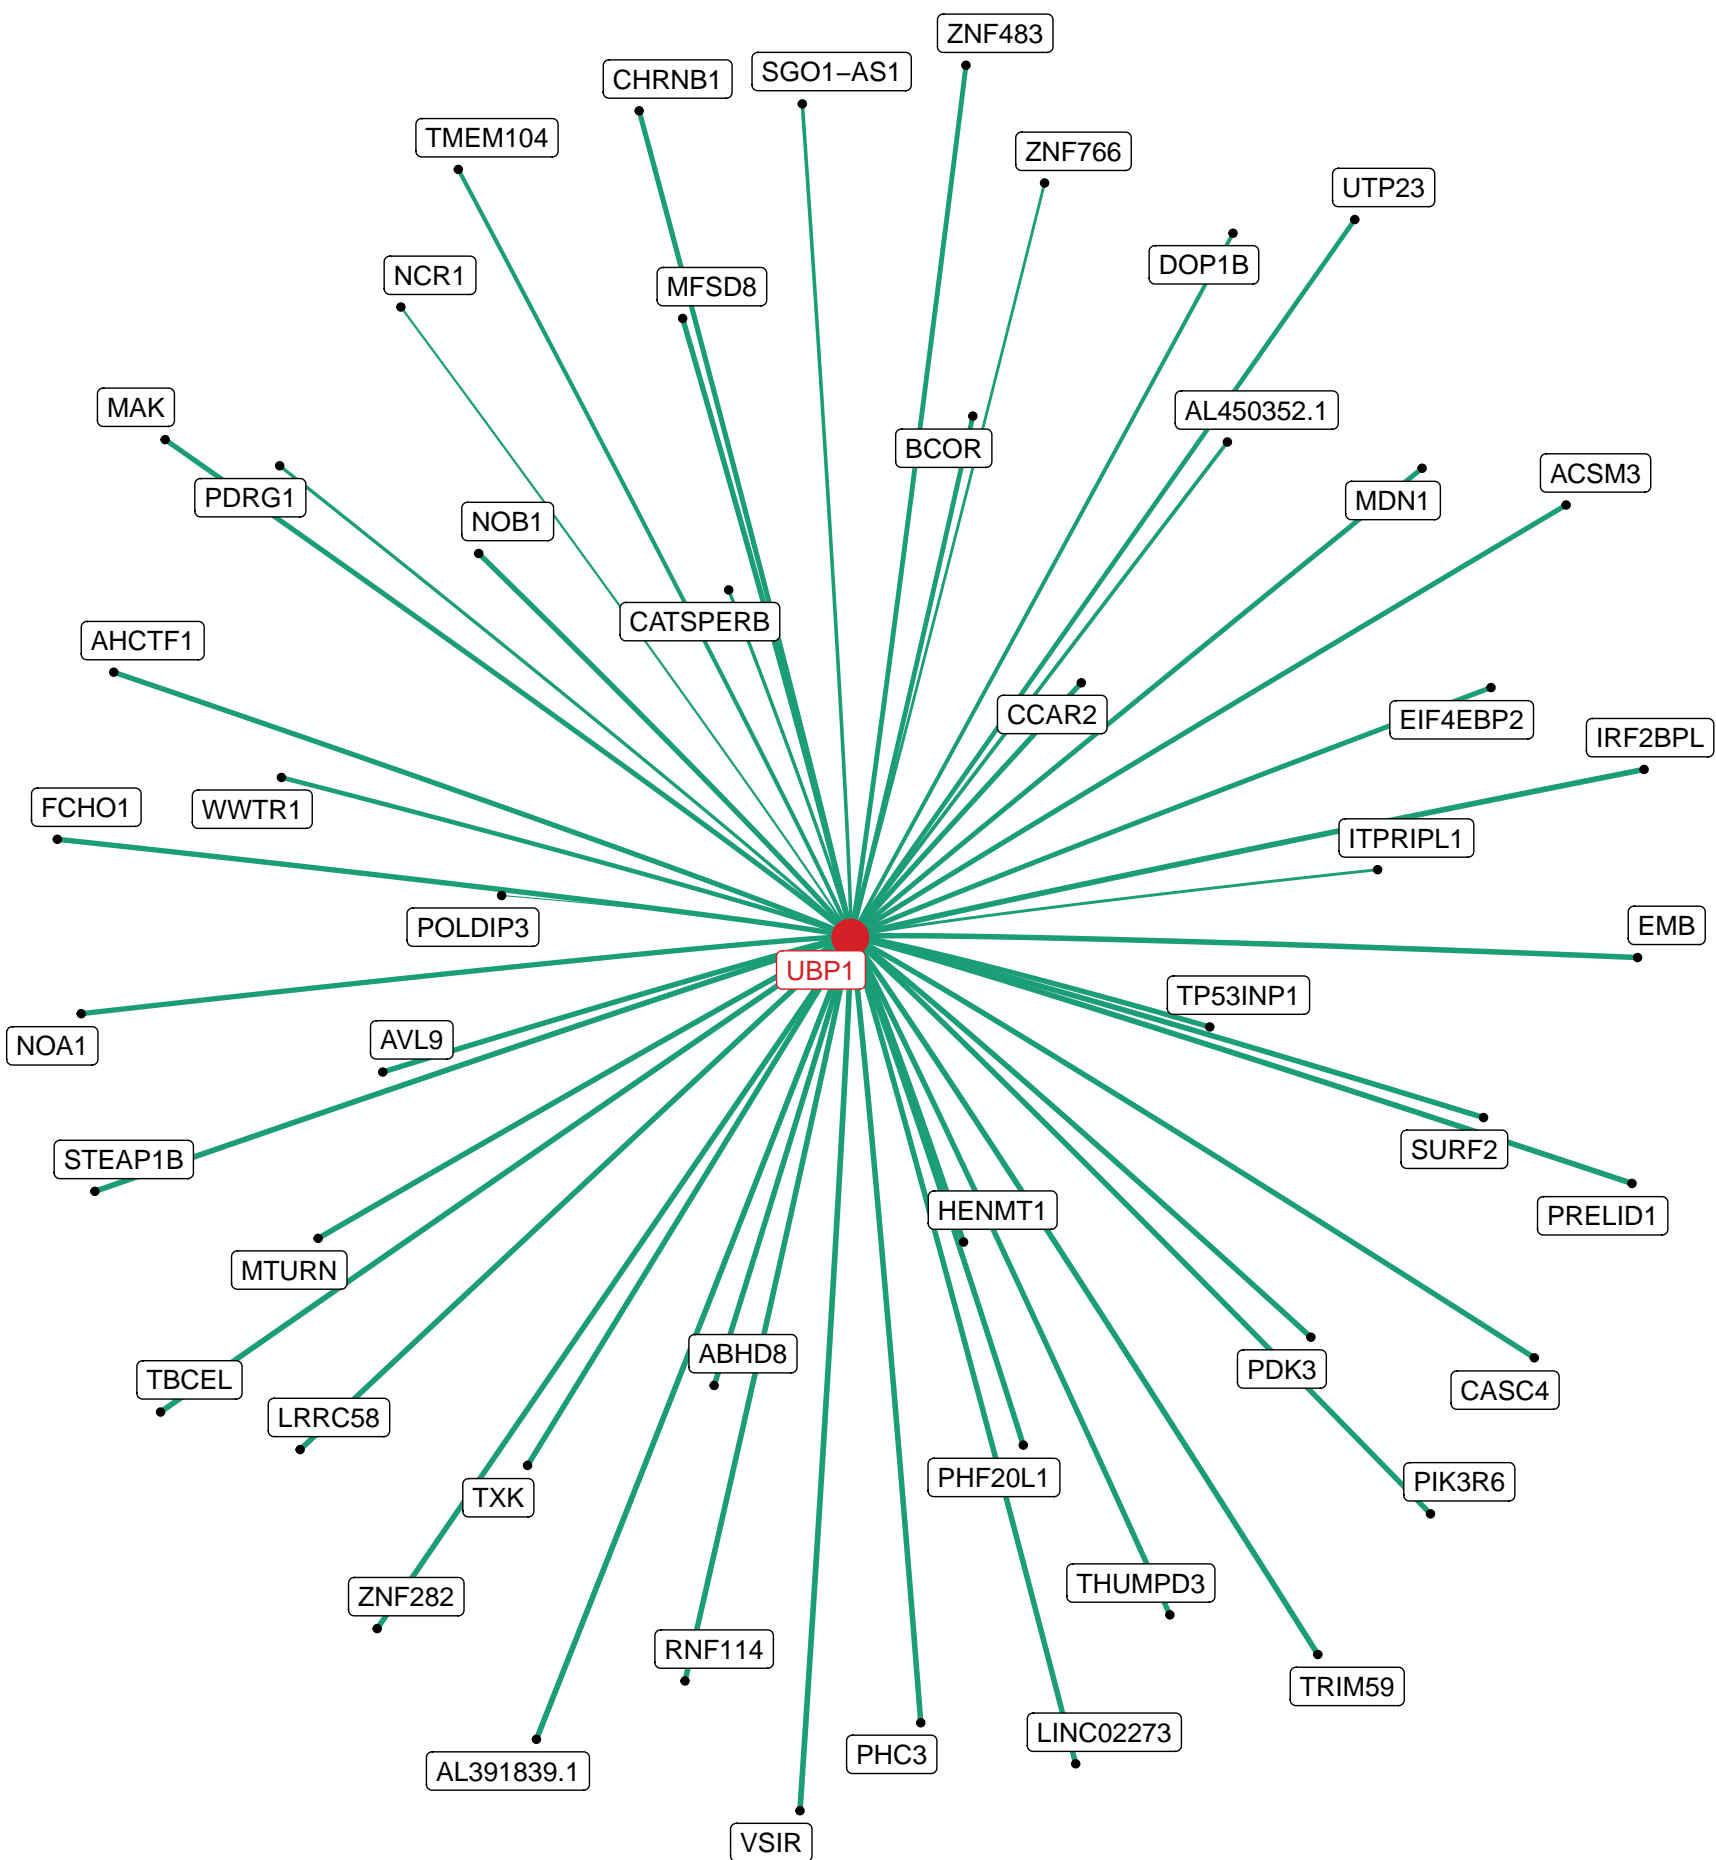 ZNF483
SGO1−AS1
CHRNB1
TMEM104
ZNF766
UTP23
DOP1B
NCR1
MFSD8
MAK
AL450352.1
BCOR
ACSM3
PDRG1
MDN1
NOB1
CATSPERB
AHCTF1
CCAR2
EIF4EBP2
IRF2BPL
FCHO1
WWTR1
ITPRIPL1
POLDIP3
EMB
UBP1
TP53INP1
NOA1
AVL9
SURF2
STEAP1B
HENMT1
PRELID1
MTURN
ABHD8
PDK3
TBCEL
CASC4
LRRC58
PHF20L1
PIK3R6
TXK
THUMPD3
ZNF282
RNF114
TRIM59
LINC02273
PHC3
AL391839.1
VSIR